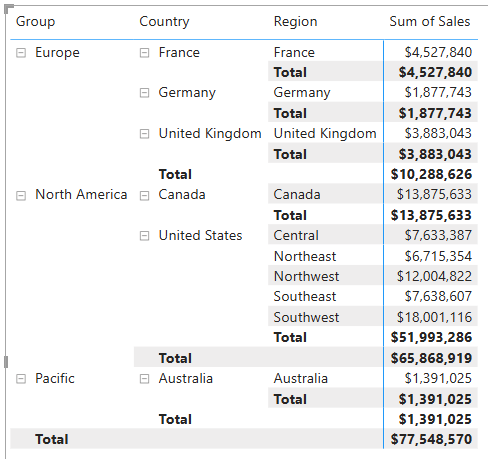 Group Country Region Sum of Sales
Europe France France $4,527,840
Total $4,527,840
Germany Germany $1,877,743
Total $1,877,743
United Kingdom United Kingdom $3,883,043
Total $3,883,043
Total $10,288,626
North America Canada Canada $13,875,633
Total $13,875,633
United States Central $7,633,387
Northeast $6,715,354
Northwest $12,004,822
Southeast $7,638,607
Southwest $18,001,116
Total $51,993,286
Total $65,868,919
Pacific Australia Australia $1,391,025
Total $1,391,025
Total $1,391,025
Total $77,548,570